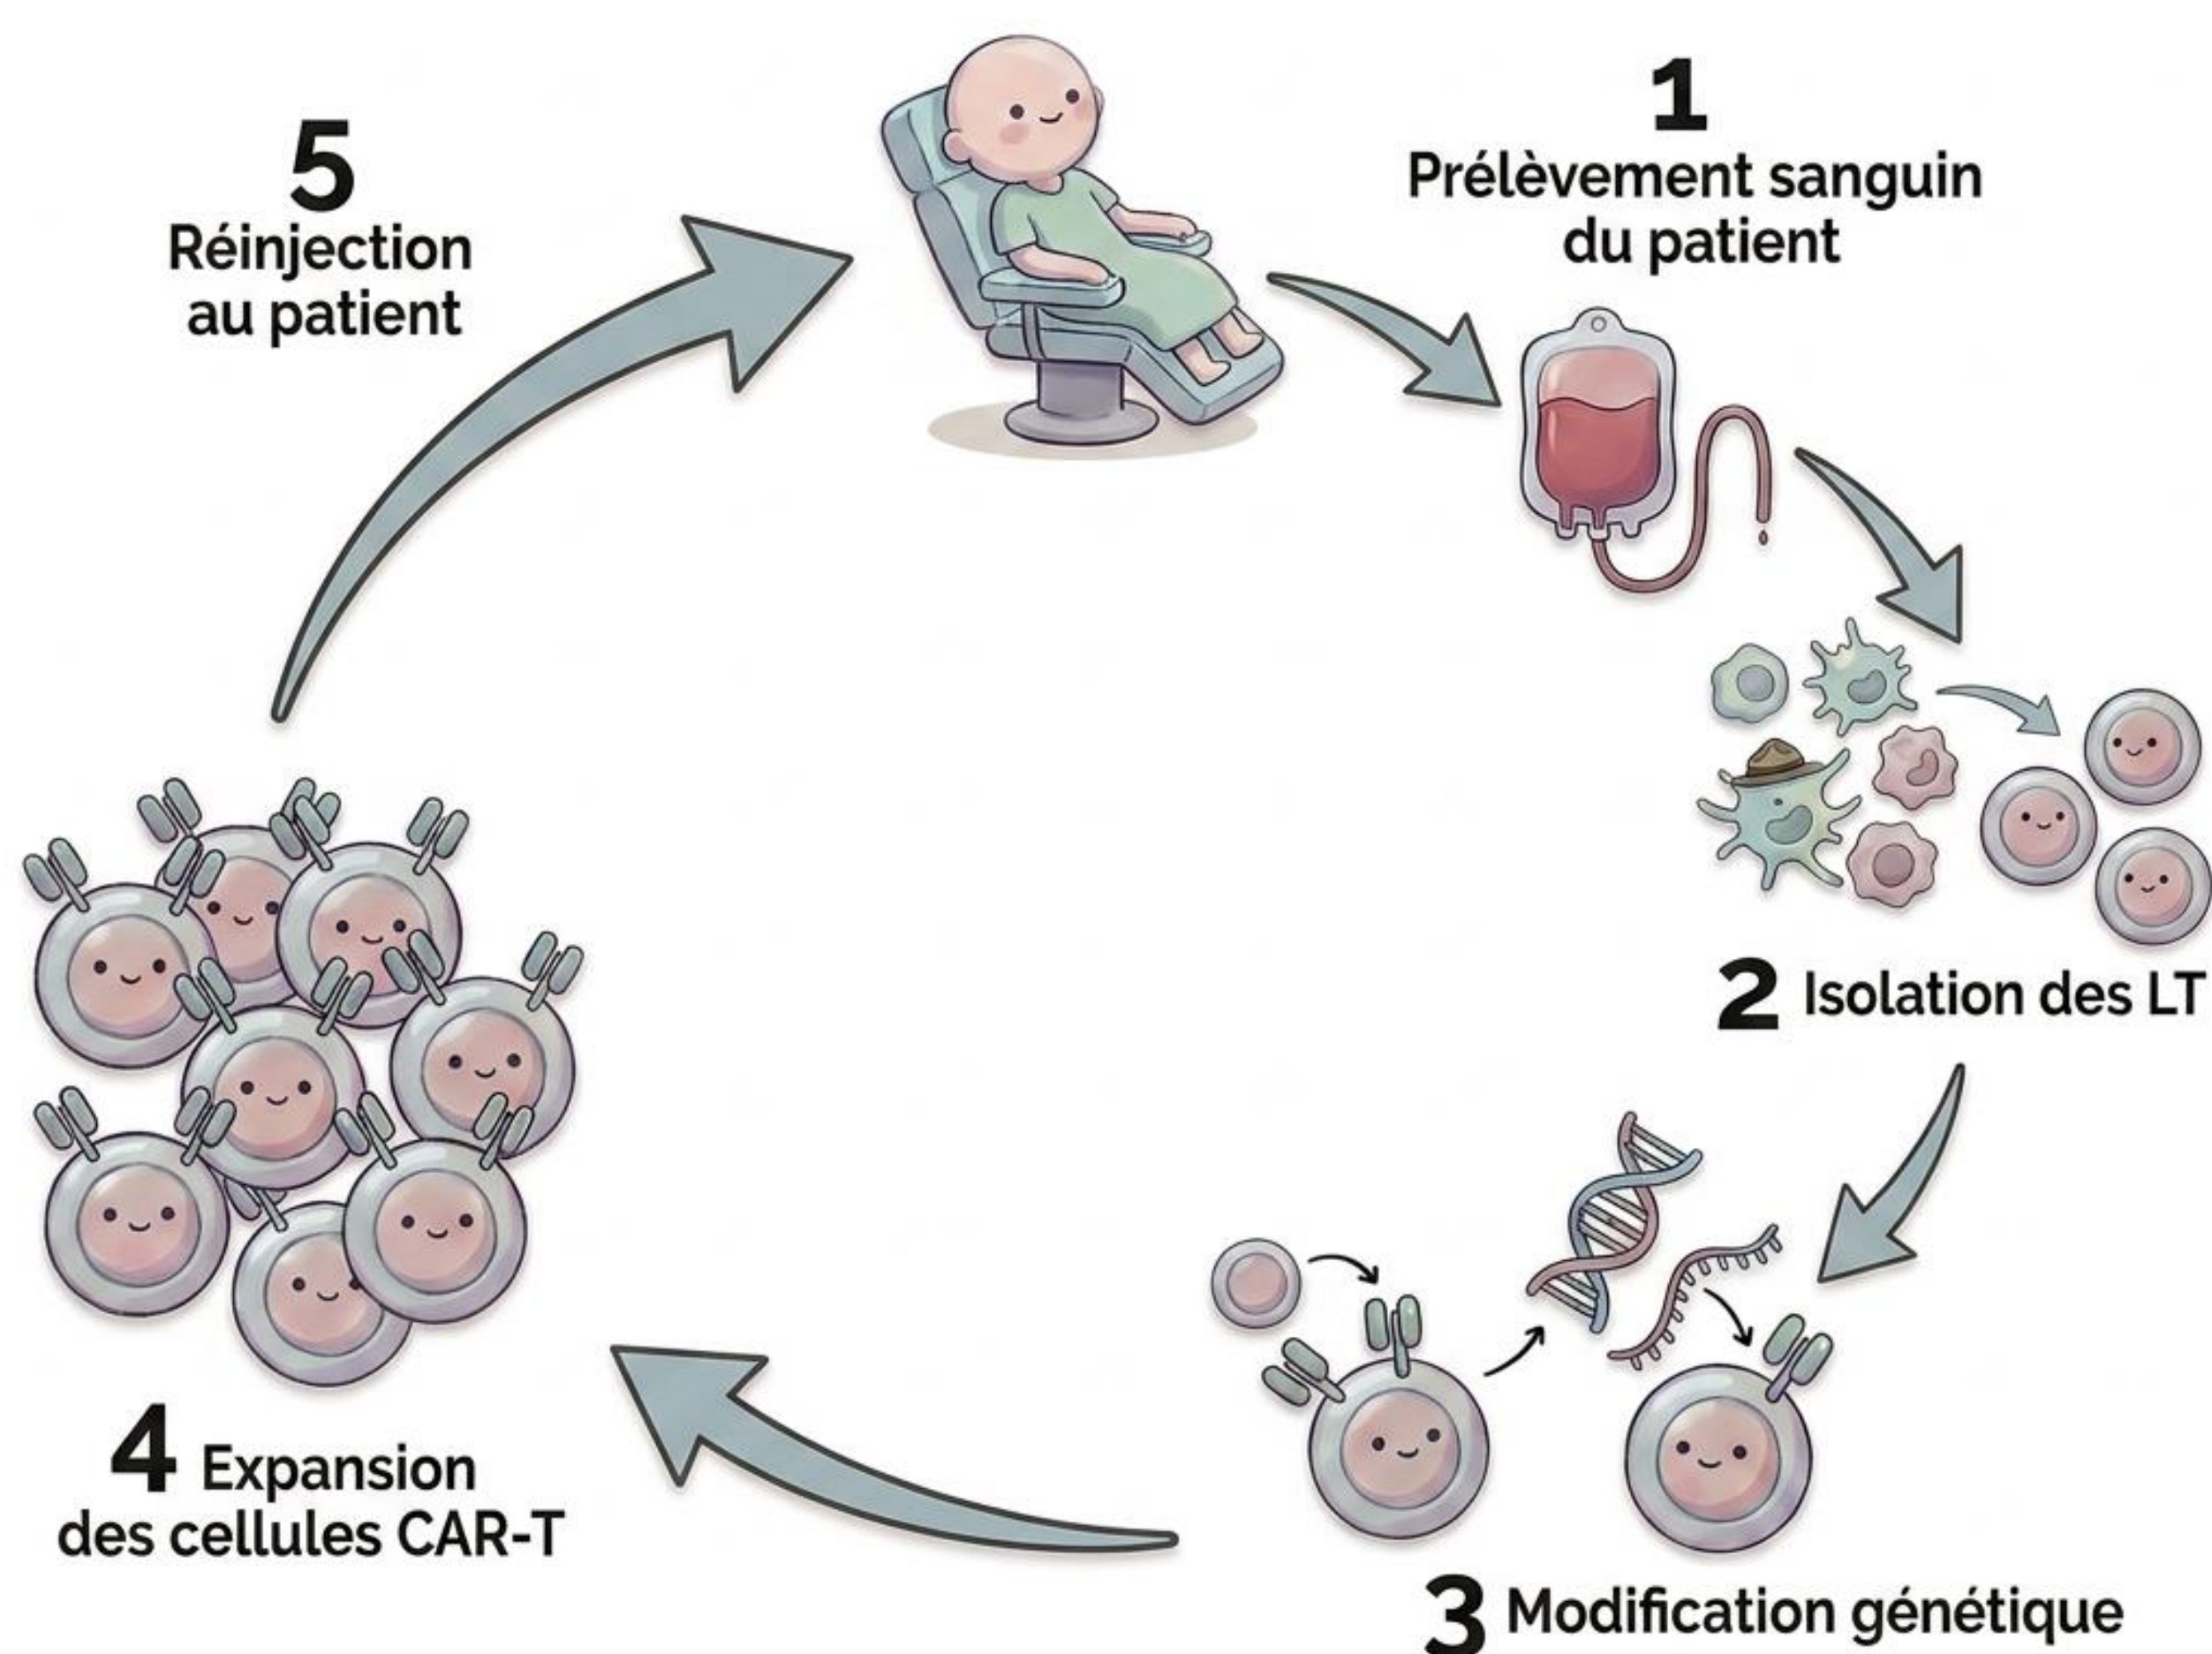 1
Prélèvement sanguin
du patient
2 Isolation des LT
3 Modification génétique
4 Expansion
des cellules CAR-T
5
Réinjection
au patient